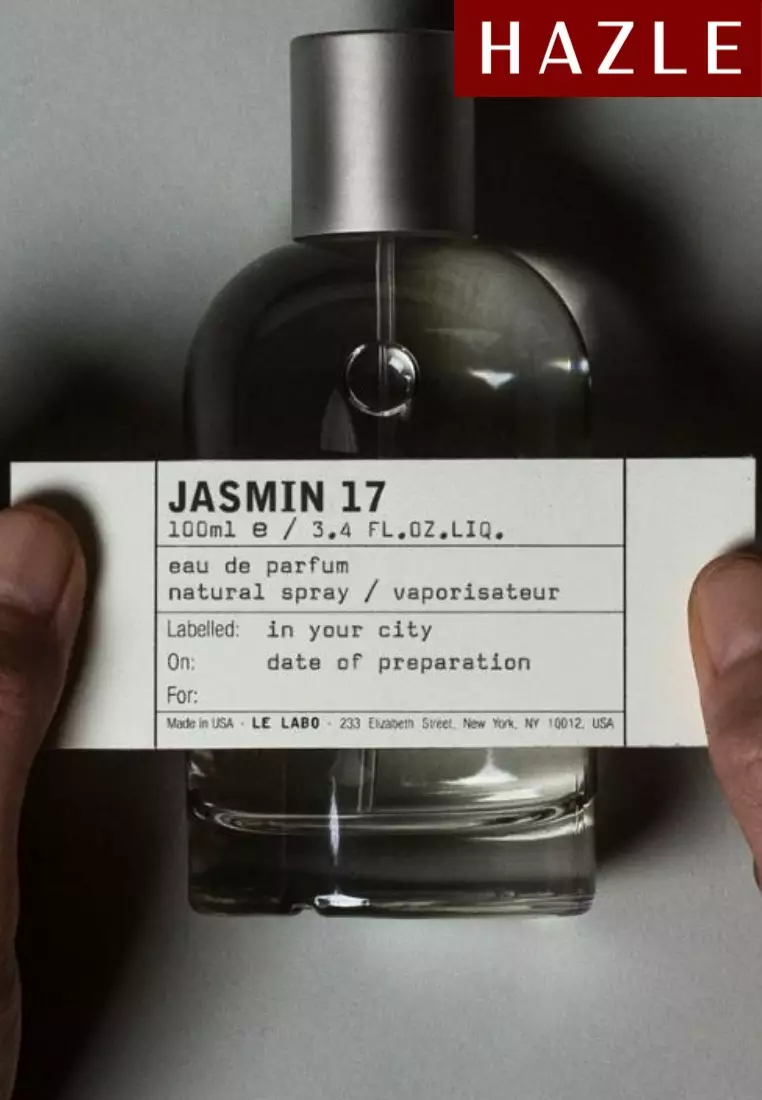 HAZLE
JASMIN 17
100ml e / 3.4 FL.OZ.LIQ.
eau de parfum
natural spray / vaporisateur
Labelled: in your city
On: date of preparation
For:
Made in USA - LE LABO - 233 Elizabeth Street, New York, NY 10012, USA